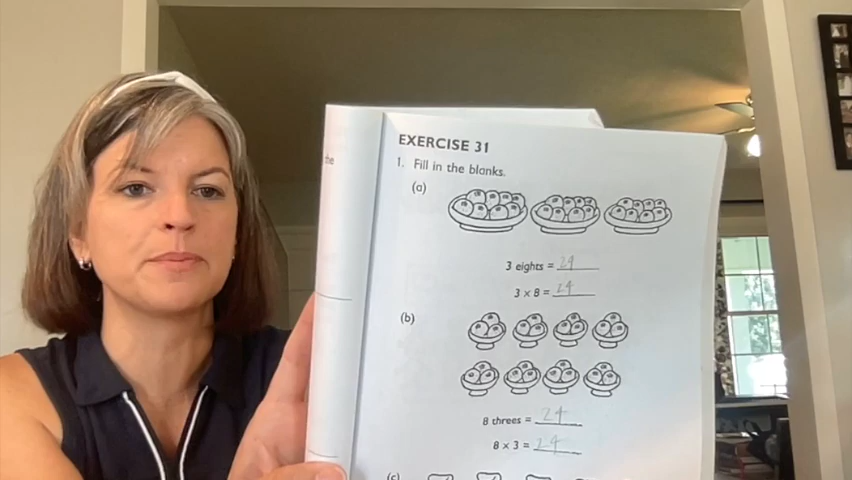 the
EXERCISE 31
1. Fill in the blanks.
(a)
3 eights = 24
3 x 8 = 24
(b)
8 threes = 24
8 x 3 = 24
(c)